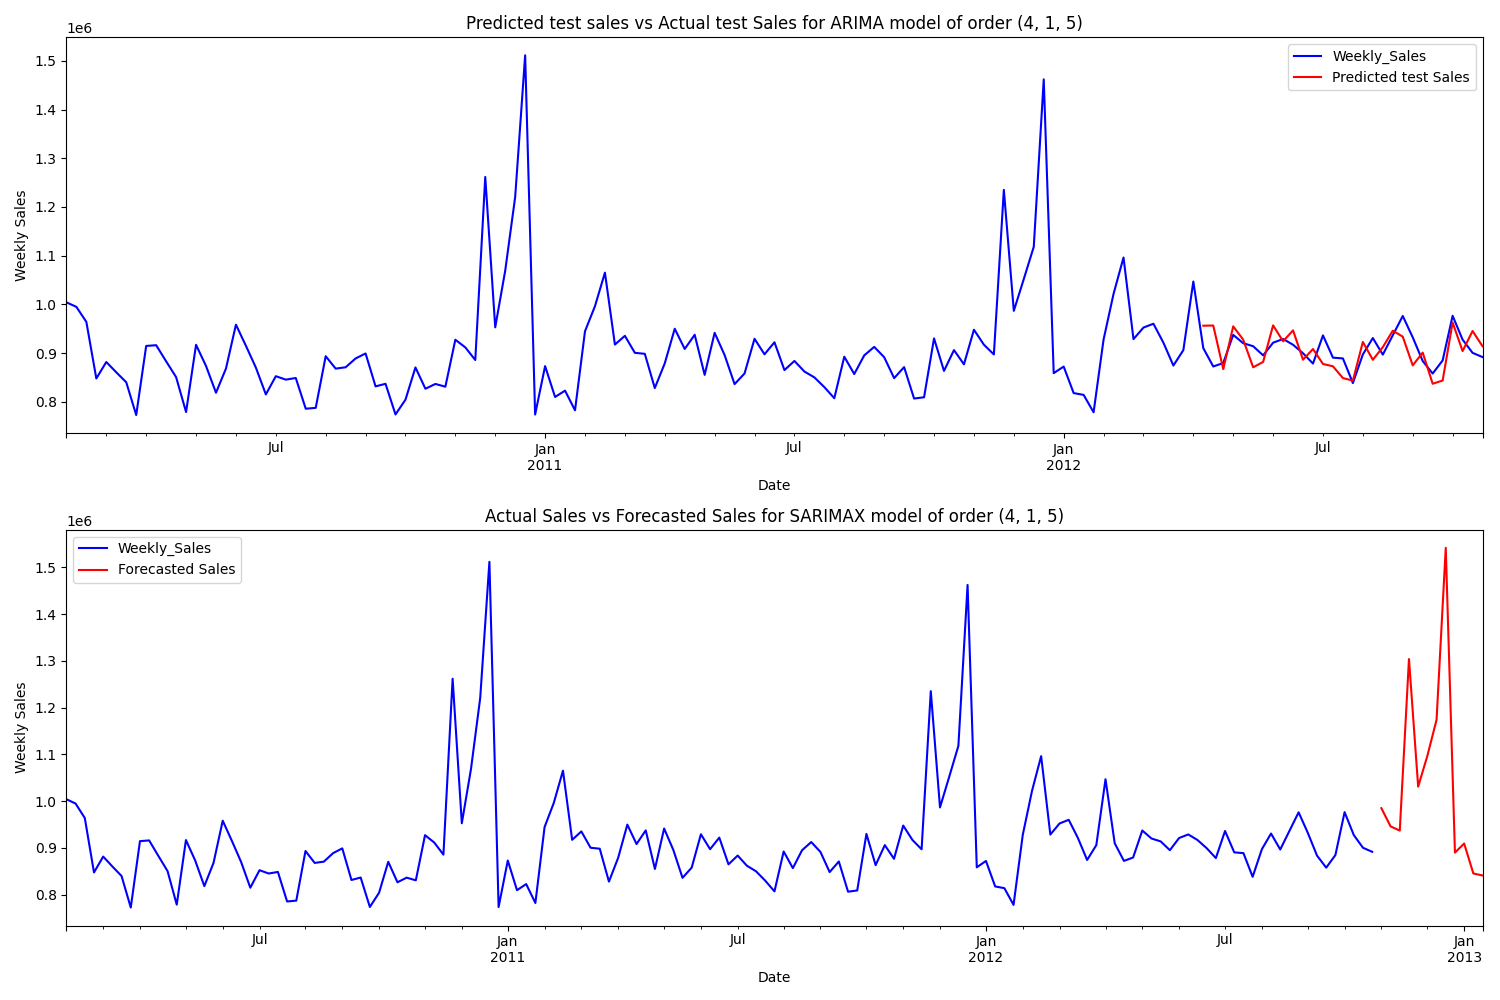 Predicted test sales vs Actual test Sales for ARIMA model of order (4, 1, 5)
1e6
Weekly_Sales
Predicted test Sales
1.5
1.4
1.3
1.2
1.1
1.0
0.9
0.8
Weekly Sales
Jul
Jan
2011
Jul
Jan
2012
Jul
Date
Actual Sales vs Forecasted Sales for SARIMAX model of order (4, 1, 5)
1e6
Weekly_Sales
Forecasted Sales
1.5
1.4
1.3
1.2
1.1
1.0
0.9
0.8
Weekly Sales
Jul
Jan
2011
Jul
Jan
2012
Jul
Jan
2013
Date